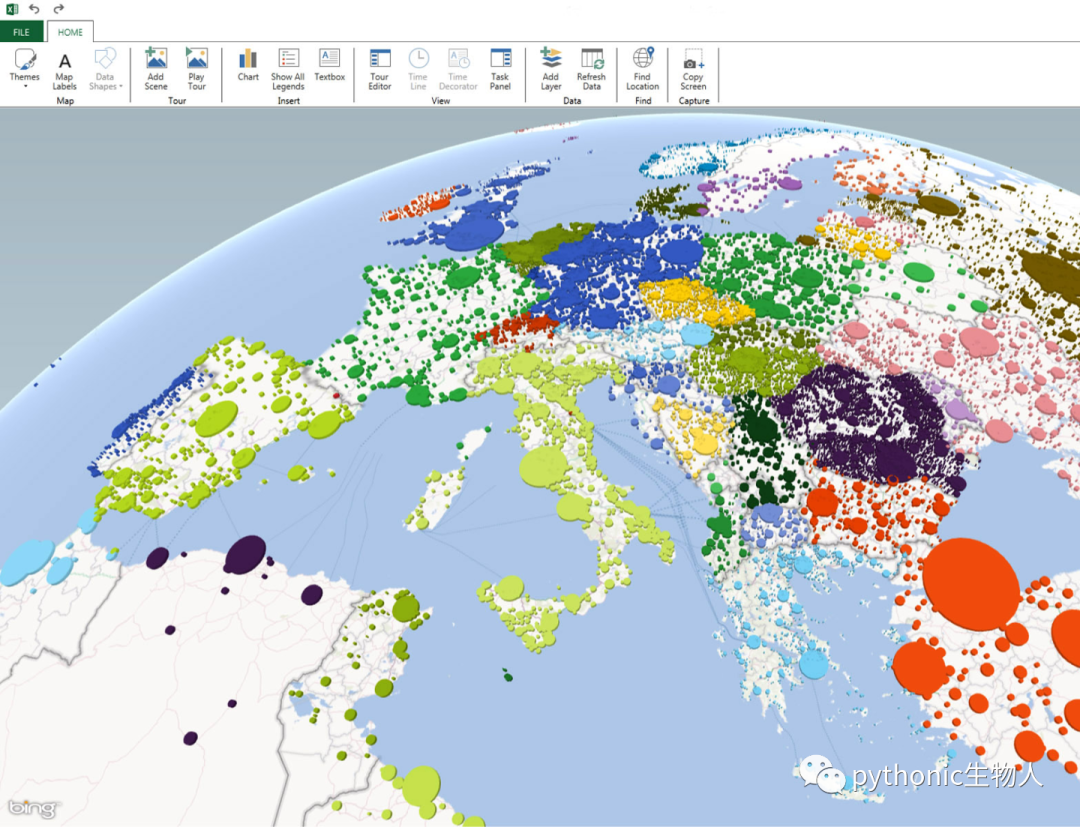 FILE
HOME
Themes
Map Labels
Data Shapes
Map
Add Scene
Play Tour
Tour
Chart
Show All Legends
Textbox
Insert
Tour Editor
Time Line
Time Decorator
Task Panel
View
Add Layer
Refresh Data
Data
Find Location
Find
Copy Screen
Capture
bing
pythonic生物人